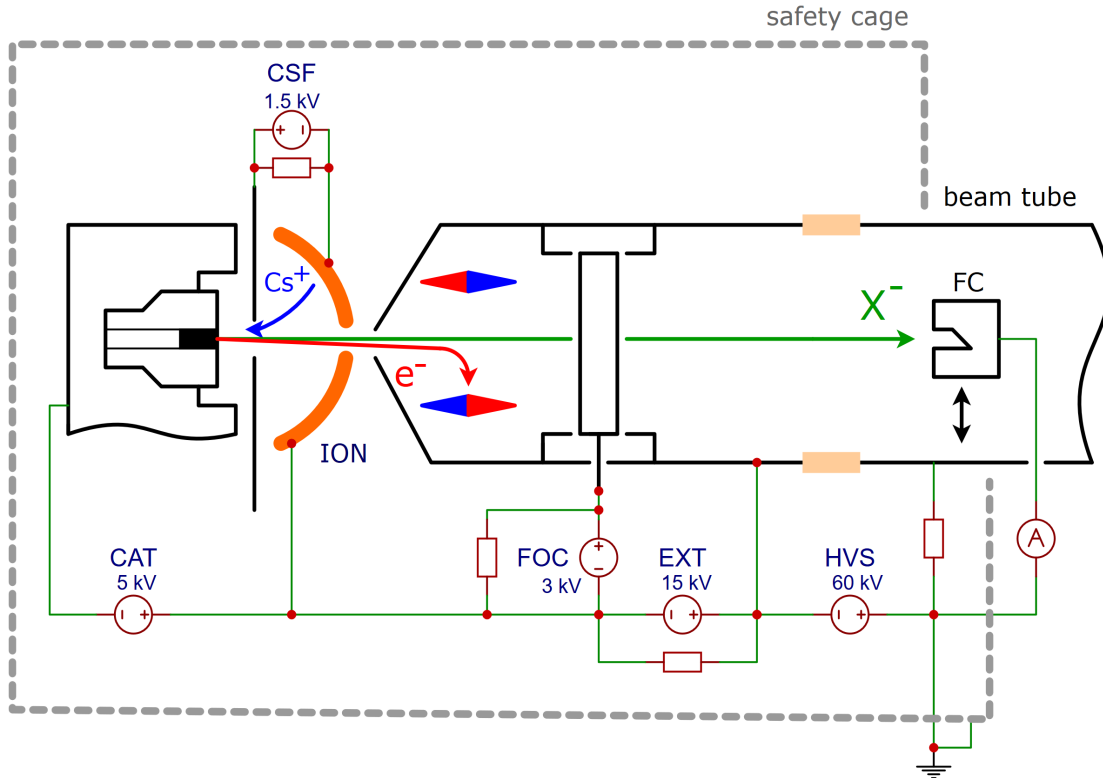 safety cage
CSF
1.5 kV
+ −
beam tube
Cs+
X-
FC
e-
ION
A
CAT
5 kV
− +
FOC
3 kV
+
−
EXT
15 kV
− +
HVS
60 kV
− +